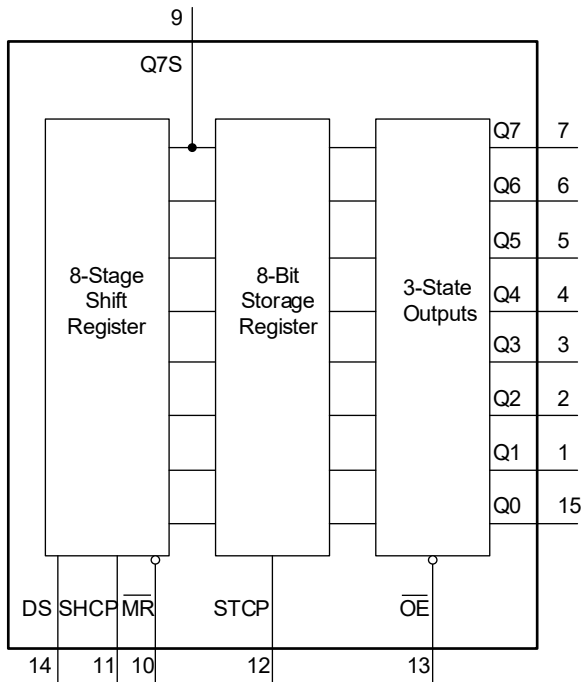 9
Q7S
Q7 7
Q6 6
Q5 5
Q4 4
Q3 3
Q2 2
Q1 1
Q0 15
8-Stage
Shift
Register
8-Bit
Storage
Register
3-State
Outputs
DS SHCP MR STCP OE
14 11 10 12 13